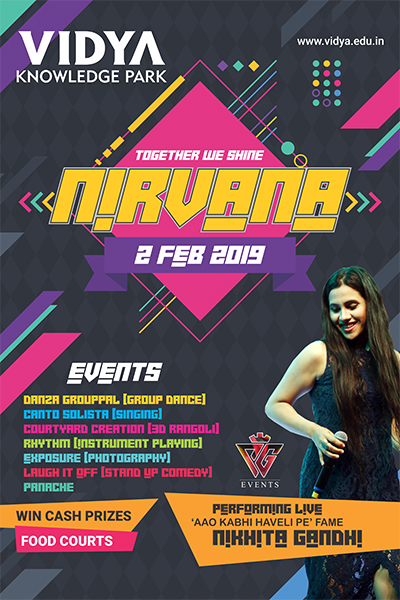 VIDYA
KNOWLEDGE PARK
www.vidya.edu.in
TOGETHER WE SHINE
NIRVANA
2 FEB 2019
EVENTS
DANZA GROUPPAL [GROUP DANCE]
CANTO SOLISTA [SINGING]
COURTYARD CREATION [3D RANGOLI]
RHYTHM [INSTRUMENT PLAYING]
EXPOSURE [PHOTOGRAPHY]
LAUGH IT OFF [STAND UP COMEDY]
PANACHE
EVENTS
WIN CASH PRIZES
FOOD COURTS
PERFORMING LIVE
'AAO KABHI HAVELI PE' FAME
NIKHITA GANDHI